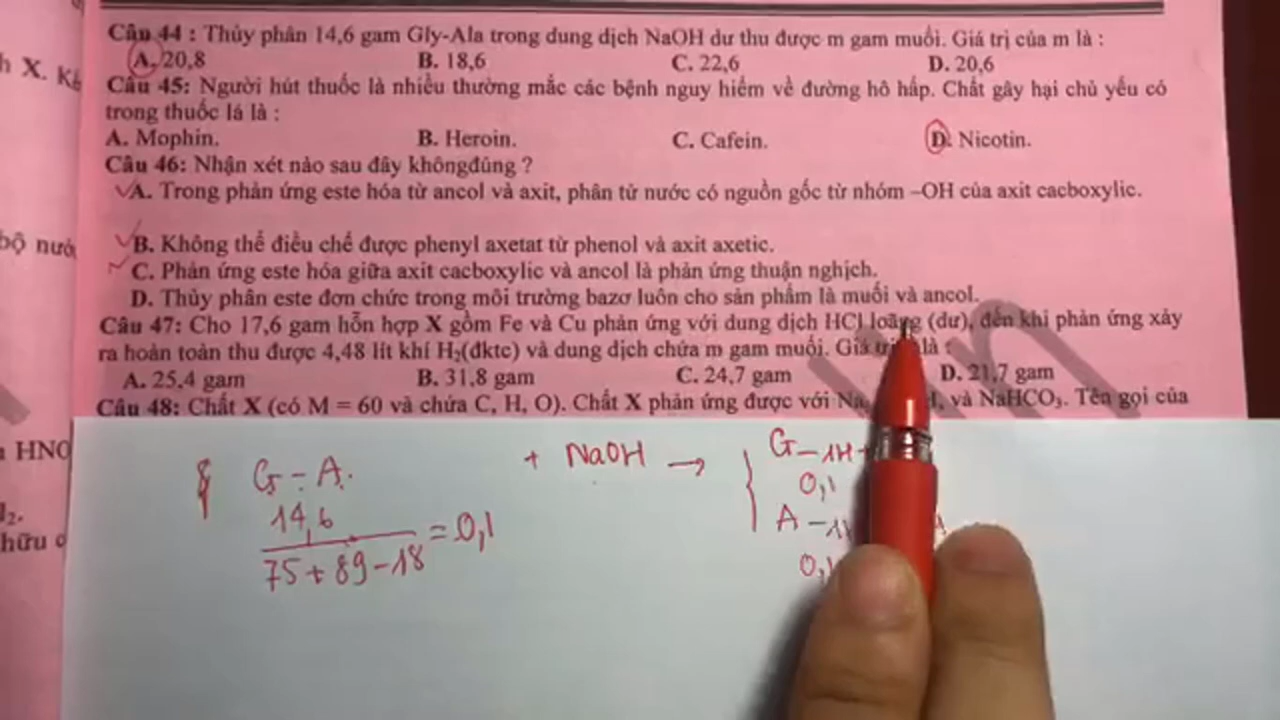 h X. Kế
Câu 44 : Thủy phân 14,6 gam Gly-Ala trong dung dịch NaOH dư thu được m gam muối. Giá trị của m là :
A. 20,8 B. 18,6 C. 22,6 D. 20,6
Câu 45: Người hút thuốc là nhiều thường mắc các bệnh nguy hiểm về đường hô hấp. Chất gây hại chủ yếu có
trong thuốc lá là :
A. Mophin. B. Heroin. C. Cafein. D. Nicotin.
Câu 46: Nhận xét nào sau đây khôngđúng ?
A. Trong phản ứng este hóa từ ancol và axit, phân tử nước có nguồn gốc từ nhóm –OH của axit cacboxylic.
bộ nướ
B. Không thể điều chế được phenyl axetat từ phenol và axit axetic.
C. Phản ứng este hóa giữa axit cacboxylic và ancol là phản ứng thuận nghịch.
D. Thủy phân este đơn chức trong môi trường bazơ luôn cho sản phẩm là muối và ancol.
Câu 47: Cho 17,6 gam hỗn hợp X gồm Fe và Cu phản ứng với dung dịch HCl loãng (dư), đến khi phản ứng xảy
ra hoàn toàn thu được 4,48 lít khí H₂(đktc) và dung dịch chứa m gam muối. Giá trị là :
A. 25,4 gam B. 31,8 gam C. 24,7 gam D. 21,7 gam
Câu 48: Chất X (có M = 60 và chứa C, H, O). Chất X phản ứng được với Na, và NaHCO₃. Tên gọi của
HNO
hữu
G - A. + NaOH → G - 1H +
14,6 / 75 + 89 - 18 = 0,1 0,1
A - 1H
0,1